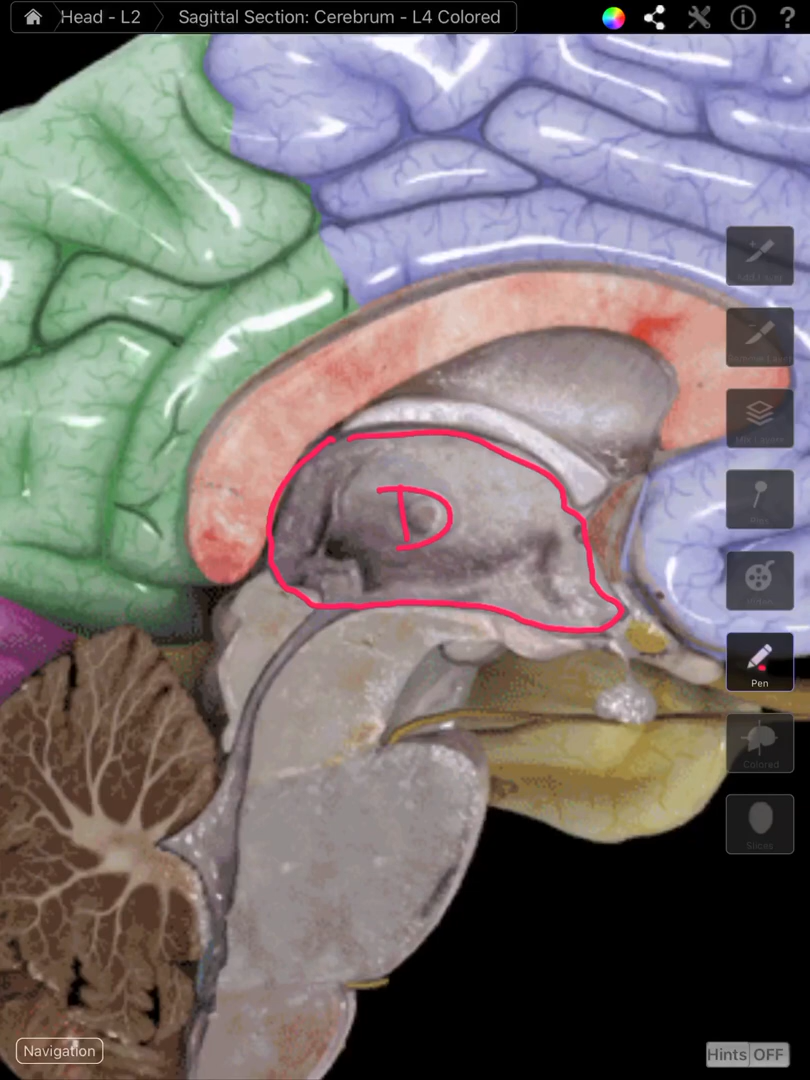 Head - L2 Sagittal Section: Cerebrum - L4 Colored
D
Pen
Colored
Slices
Navigation
Hints OFF